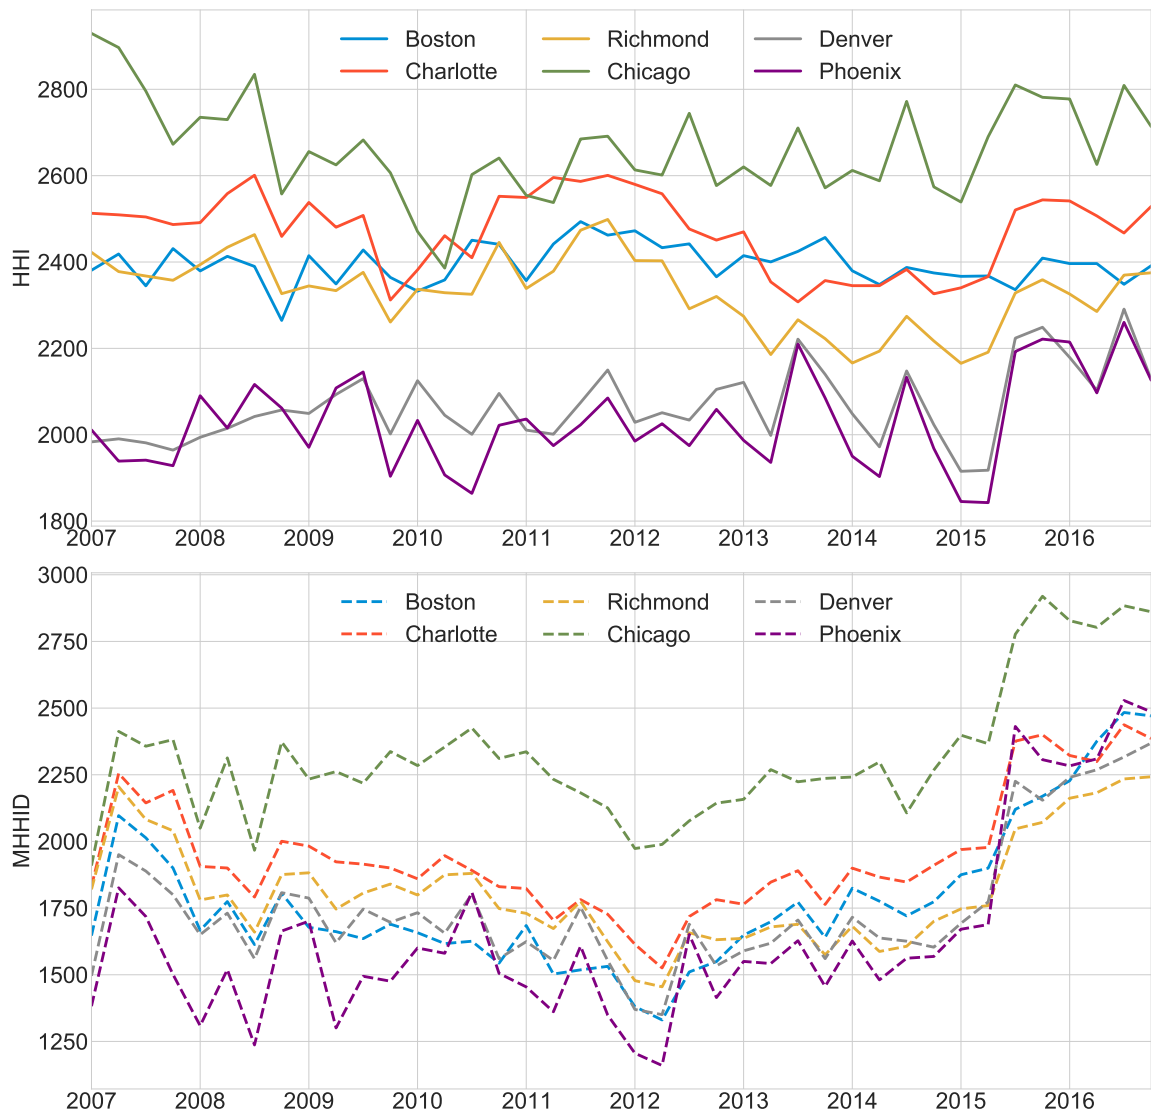 Boston Richmond Denver
Charlotte Chicago Phoenix
2800
2600
2400
2200
2000
1800
HHI
2007 2008 2009 2010 2011 2012 2013 2014 2015 2016
3000
Boston Richmond Denver
Charlotte Chicago Phoenix
2750
2500
2250
2000
1750
1500
1250
MHHID
2007 2008 2009 2010 2011 2012 2013 2014 2015 2016